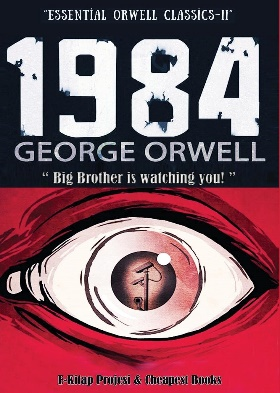 "ESSENTIAL ORWELL CLASSICS-II"
1984
GEORGE ORWELL
“ Big Brother is watching you! ”
E-Kitap Projesi & Cheapest Books